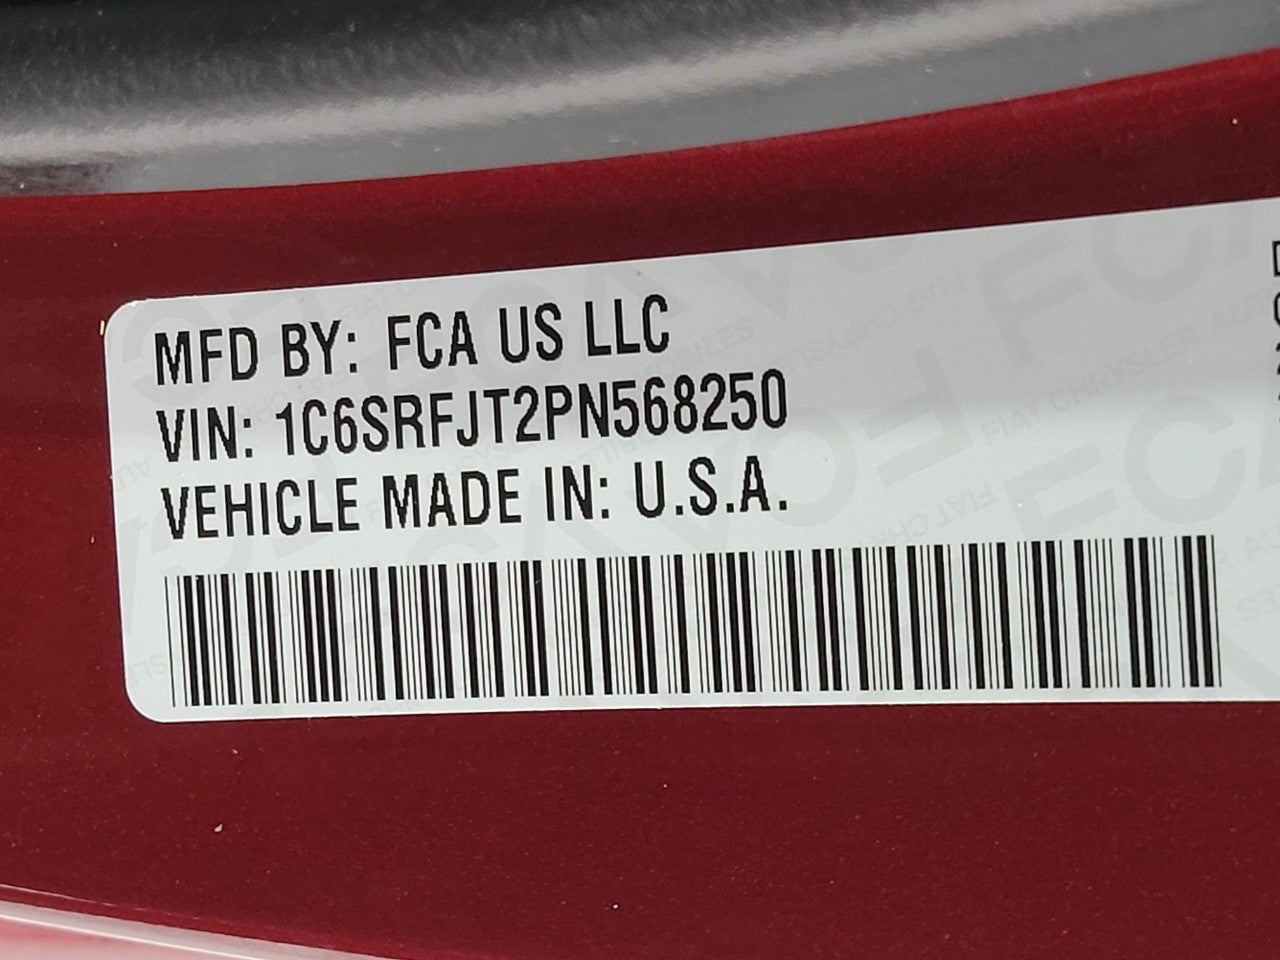 MFD BY: FCA US LLC
VIN: 1C6SRFJT2PN568250
VEHICLE MADE IN: U.S.A.